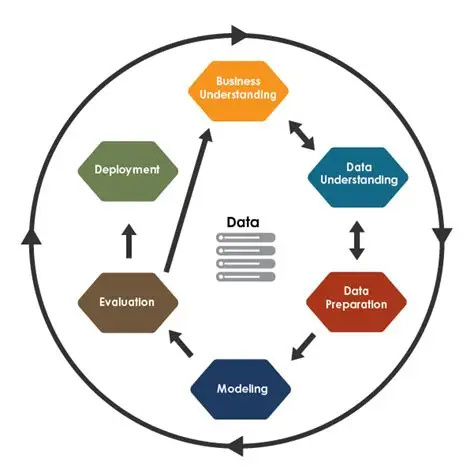 Business
Understanding
Data
Understanding
Deployment
Data
Evaluation
Data
Preparation
Modeling